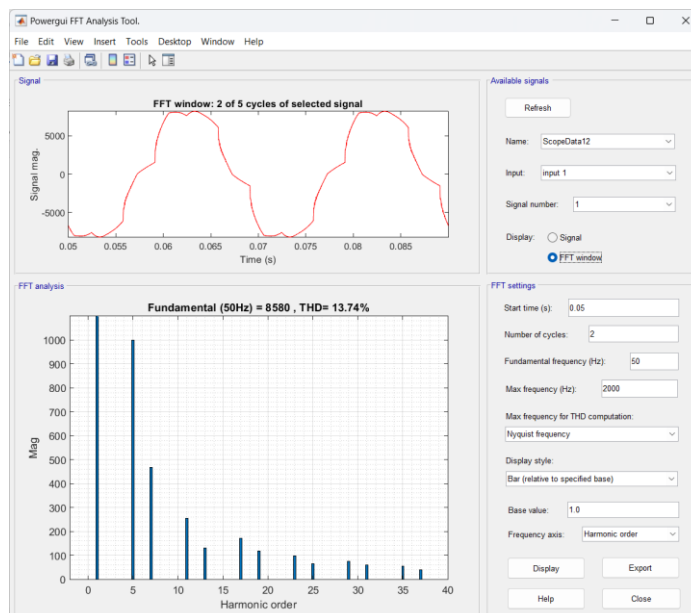 Powergui FFT Analysis Tool.
File Edit View Insert Tools Desktop Window Help
Signal
FFT window: 2 of 5 cycles of selected signal
5000
0
-5000
Signal mag.
0.05 0.055 0.06 0.065 0.07 0.075 0.08 0.085
Time (s)
FFT analysis
Fundamental (50Hz) = 8580 , THD= 13.74%
1000
900
800
700
600
500
400
300
200
100
0
Mag
0 5 10 15 20 25 30 35 40
Harmonic order
Available signals
Refresh
Name: ScopeData12
Input: input 1
Signal number: 1
Display: Signal
FFT window
FFT settings
Start time (s): 0.05
Number of cycles: 2
Fundamental frequency (Hz): 50
Max frequency (Hz): 2000
Max frequency for THD computation:
Nyquist frequency
Display style:
Bar (relative to specified base)
Base value: 1.0
Frequency axis: Harmonic order
Display Export
Help Close